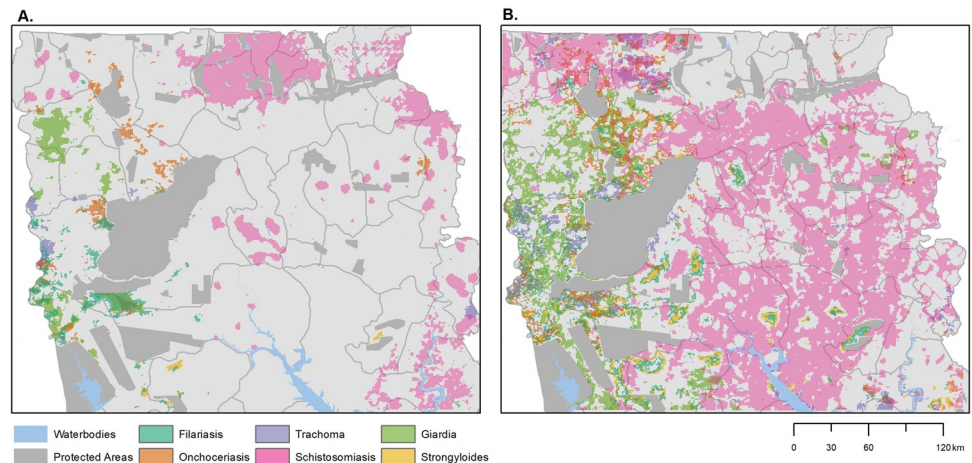 A.
B.
Waterbodies
Filariasis
Trachoma
Giardia
Protected Areas
Onchoceriasis
Schistosomiasis
Strongyloides
0 30 60 120 km